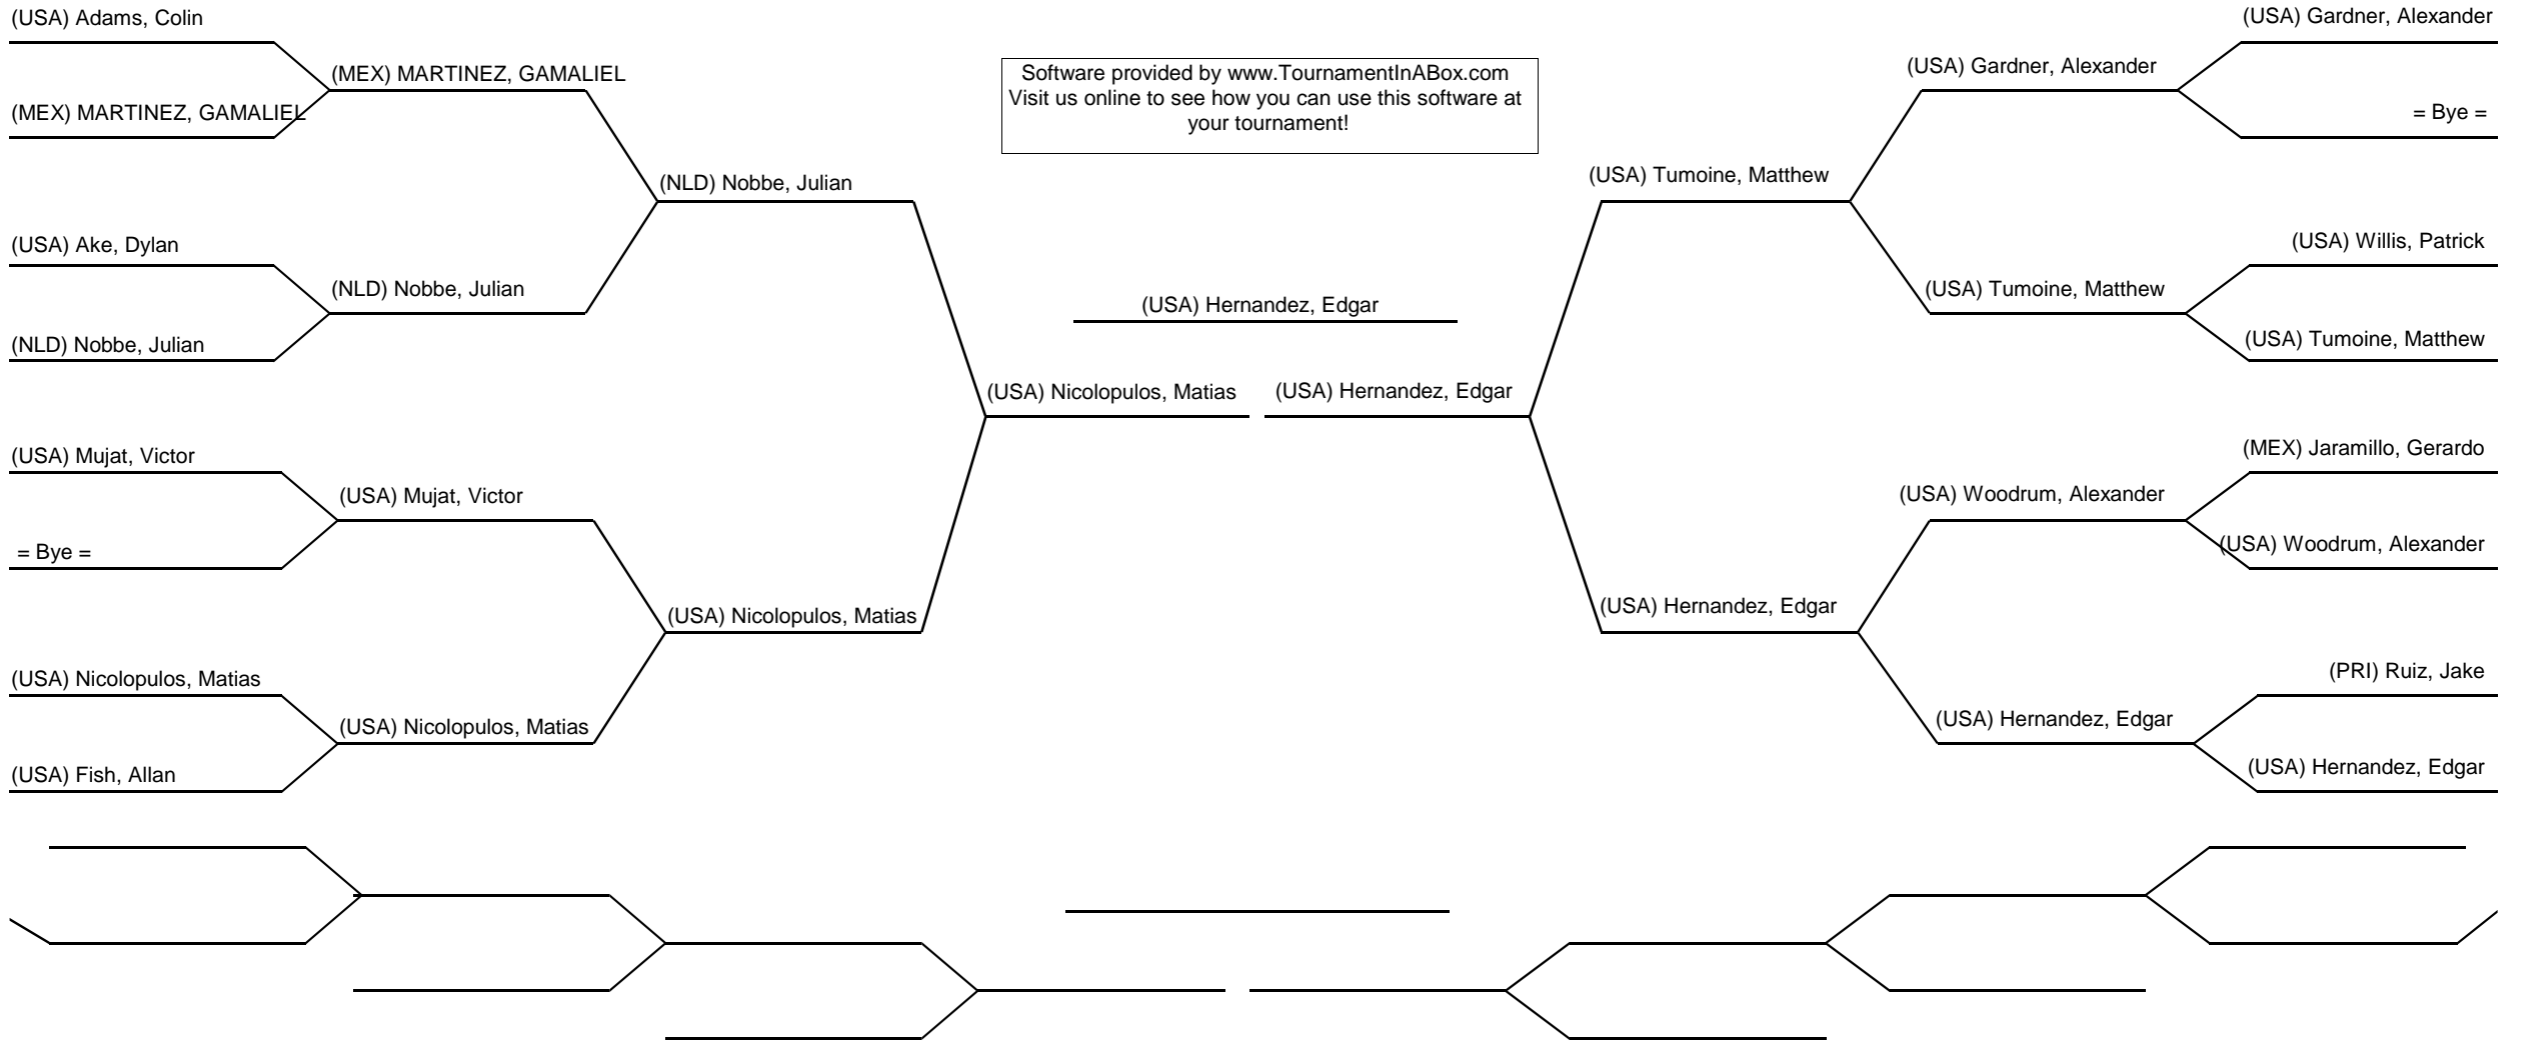 (USA) Adams, Colin
(MEX) MARTINEZ, GAMALIEL
(USA) Ake, Dylan
(NLD) Nobbe, Julian
(USA) Mujat, Victor
= Bye =
(USA) Nicolopulos, Matias
(USA) Fish, Allan
(MEX) MARTINEZ, GAMALIEL
(NLD) Nobbe, Julian
(USA) Mujat, Victor
(USA) Nicolopulos, Matias
(NLD) Nobbe, Julian
(USA) Nicolopulos, Matias
(USA) Nicolopulos, Matias
Software provided by www.TournamentInABox.com
Visit us online to see how you can use this software at
your tournament!
(USA) Hernandez, Edgar
(USA) Hernandez, Edgar
(USA) Tumoine, Matthew
(USA) Hernandez, Edgar
(USA) Gardner, Alexander
(USA) Tumoine, Matthew
(USA) Woodrum, Alexander
(USA) Hernandez, Edgar
(USA) Gardner, Alexander
= Bye =
(USA) Willis, Patrick
(USA) Tumoine, Matthew
(MEX) Jaramillo, Gerardo
(USA) Woodrum, Alexander
(PRI) Ruiz, Jake
(USA) Hernandez, Edgar